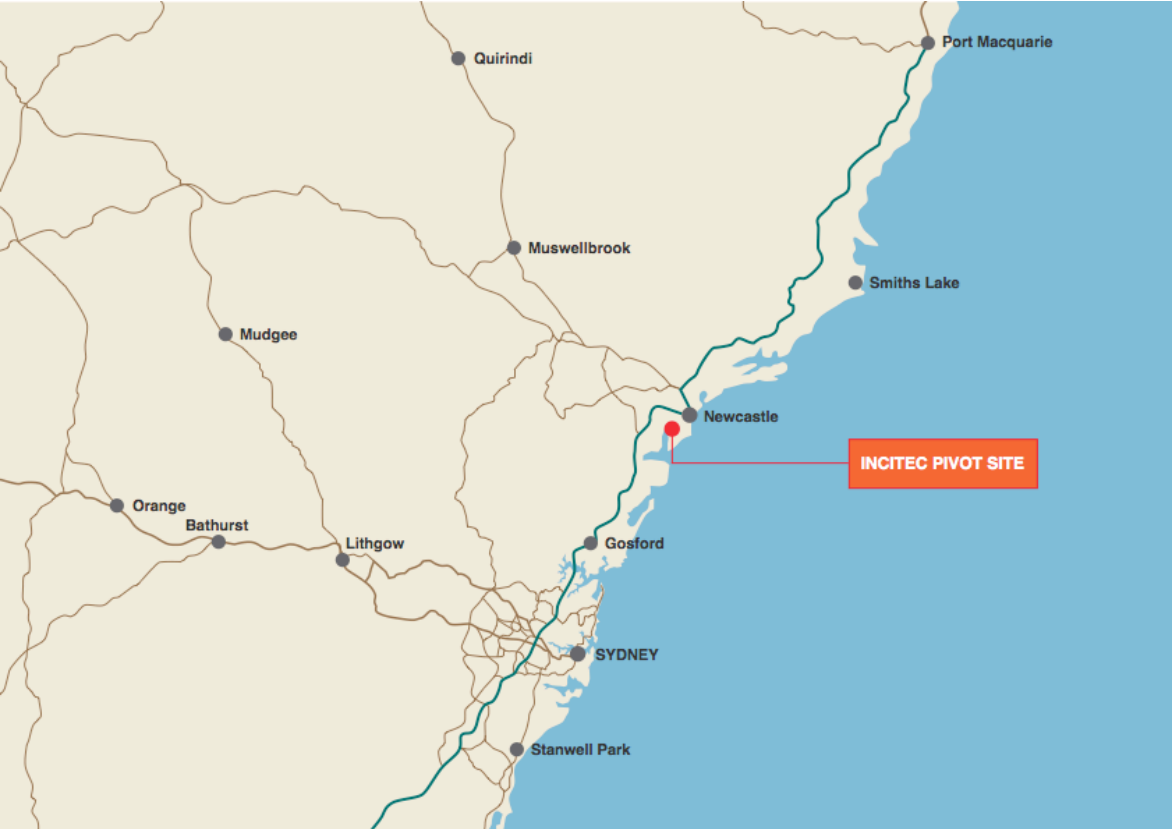 Port Macquarie
Quirindi
Muswellbrook
Smiths Lake
Mudgee
Newcastle
INCITEC PIVOT SITE
Orange
Bathurst
Lithgow
Gosford
SYDNEY
Stanwell Park